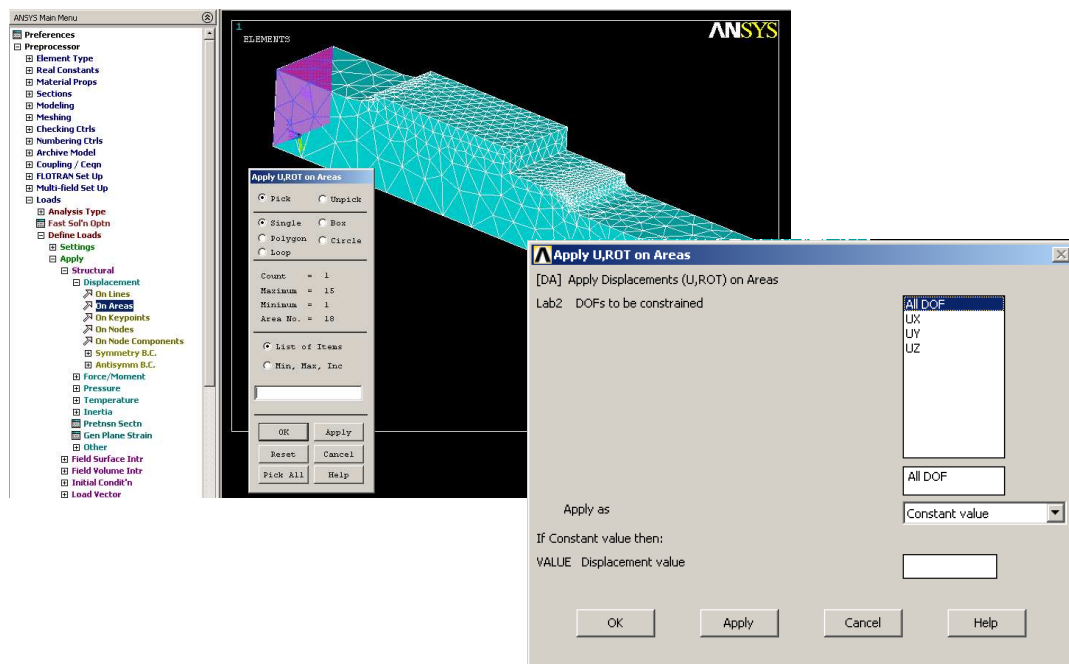 ANSYS Main Menu
Preferences
Preprocessor
Element Type
Real Constants
Material Props
Sections
Modeling
Meshing
Checking Ctrls
Numbering Ctrls
Archive Model
Coupling / Ceqn
FLOTRAN Set Up
Multi-field Set Up
Loads
Analysis Type
Fast Sol'n Optn
Define Loads
Settings
Apply
Structural
Displacement
On Lines
On Areas
On Keypoints
On Nodes
On Node Components
Symmetry B.C.
Antisymm B.C.
Force/Moment
Pressure
Temperature
Inertia
Pretnsn Sectn
Gen Plane Strain
Other
Field Surface Intr
Field Volume Intr
Initial Condit'n
Load Vector
1
ELEMENTS
ANSYS
Apply U,ROT on Areas
Pick Unpick
Single Box
Polygon Circle
Loop
Count = 1
Maximum = 15
Minimum = 1
Area No. = 18
List of Items
Min, Max, Inc
OK Apply
Reset Cancel
Pick All Help
Apply U,ROT on Areas
[DA] Apply Displacements (U,ROT) on Areas
Lab2 DOFs to be constrained
All DOF
UX
UY
UZ
All DOF
Apply as Constant value
If Constant value then:
VALUE Displacement value
OK Apply Cancel Help